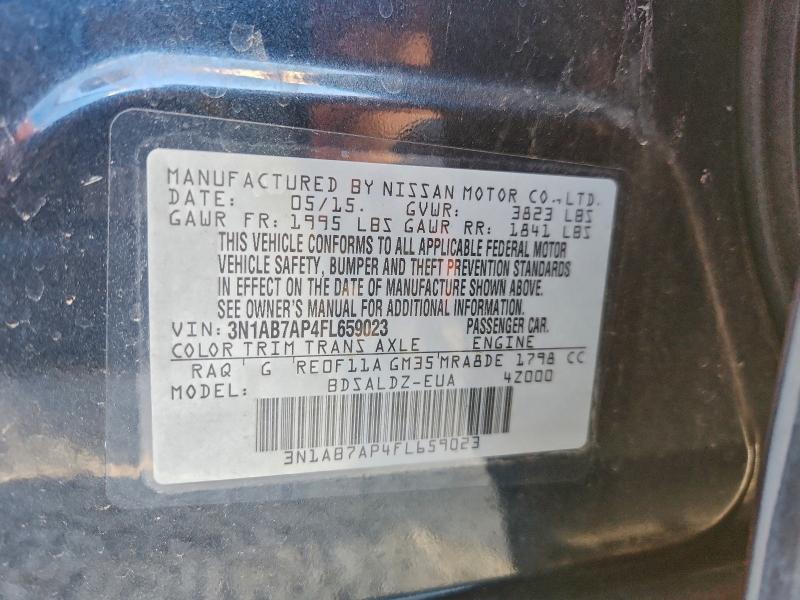 MANUFACTURED BY NISSAN MOTOR CO., LTD.
DATE: 05/15. GVWR: 3823 LBS
GAWR FR: 1995 LBS GAWR RR: 1841 LBS
THIS VEHICLE CONFORMS TO ALL APPLICABLE FEDERAL MOTOR
VEHICLE SAFETY, BUMPER AND THEFT PREVENTION STANDARDS
IN EFFECT ON THE DATE OF MANUFACTURE SHOWN ABOVE.
SEE OWNER'S MANUAL FOR ADDITIONAL INFORMATION.
VIN: 3N1AB7AP4FL659023 PASSENGER CAR.
COLOR TRIM TRANS AXLE ENGINE
RAQ G RE0F11A GM35 MRA8DE 1798 CC
MODEL: BDSALDZ-EUA 4Z000
3N1AB7AP4FL659023